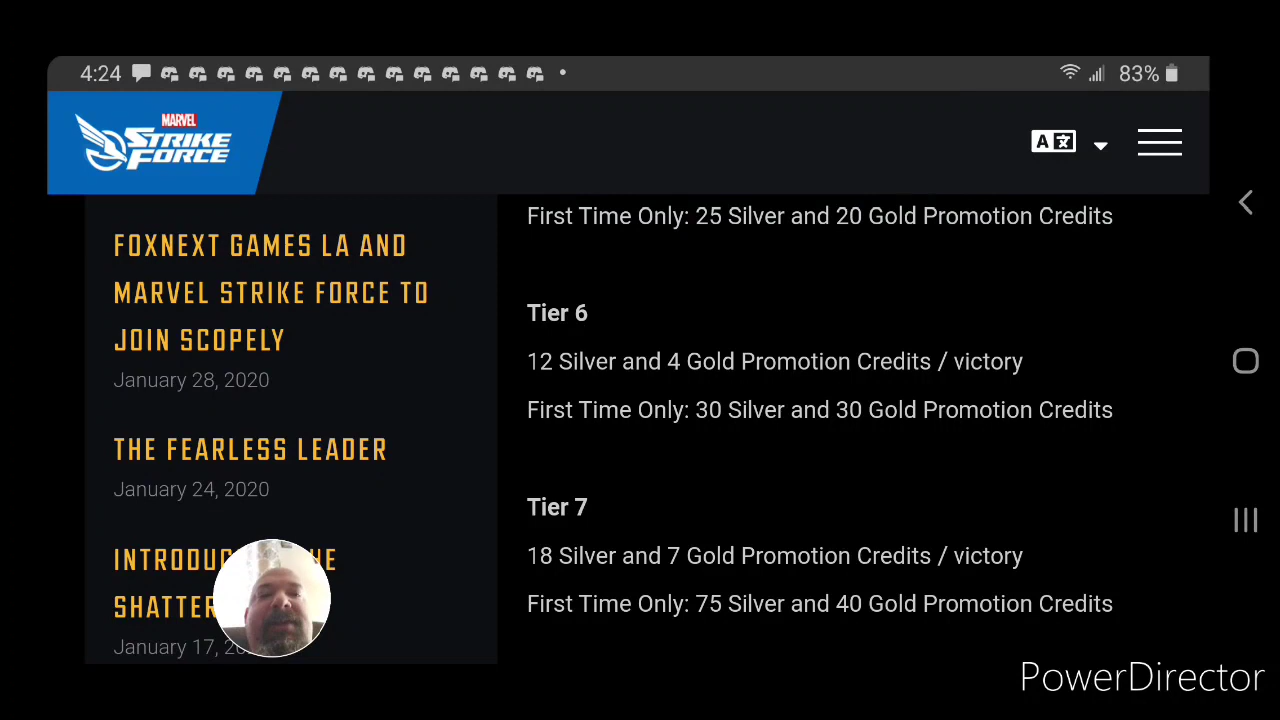 4:24
83%
MARVEL
STRIKE
FORCE
A文
FOXNEXT GAMES LA AND
MARVEL STRIKE FORCE TO
JOIN SCOPELY
January 28, 2020
THE FEARLESS LEADER
January 24, 2020
January 17,
First Time Only: 25 Silver and 20 Gold Promotion Credits
Tier 6
12 Silver and 4 Gold Promotion Credits / victory
First Time Only: 30 Silver and 30 Gold Promotion Credits
Tier 7
18 Silver and 7 Gold Promotion Credits / victory
First Time Only: 75 Silver and 40 Gold Promotion Credits
PowerDirector